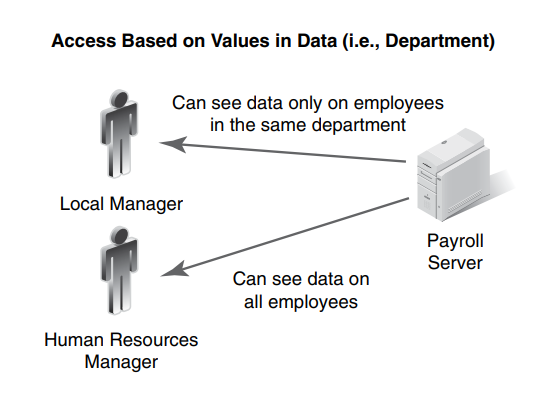 Access Based on Values in Data (i.e., Department)
Can see data only on employees
in the same department
Local Manager
Payroll
Server
Can see data on
all employees
Human Resources
Manager